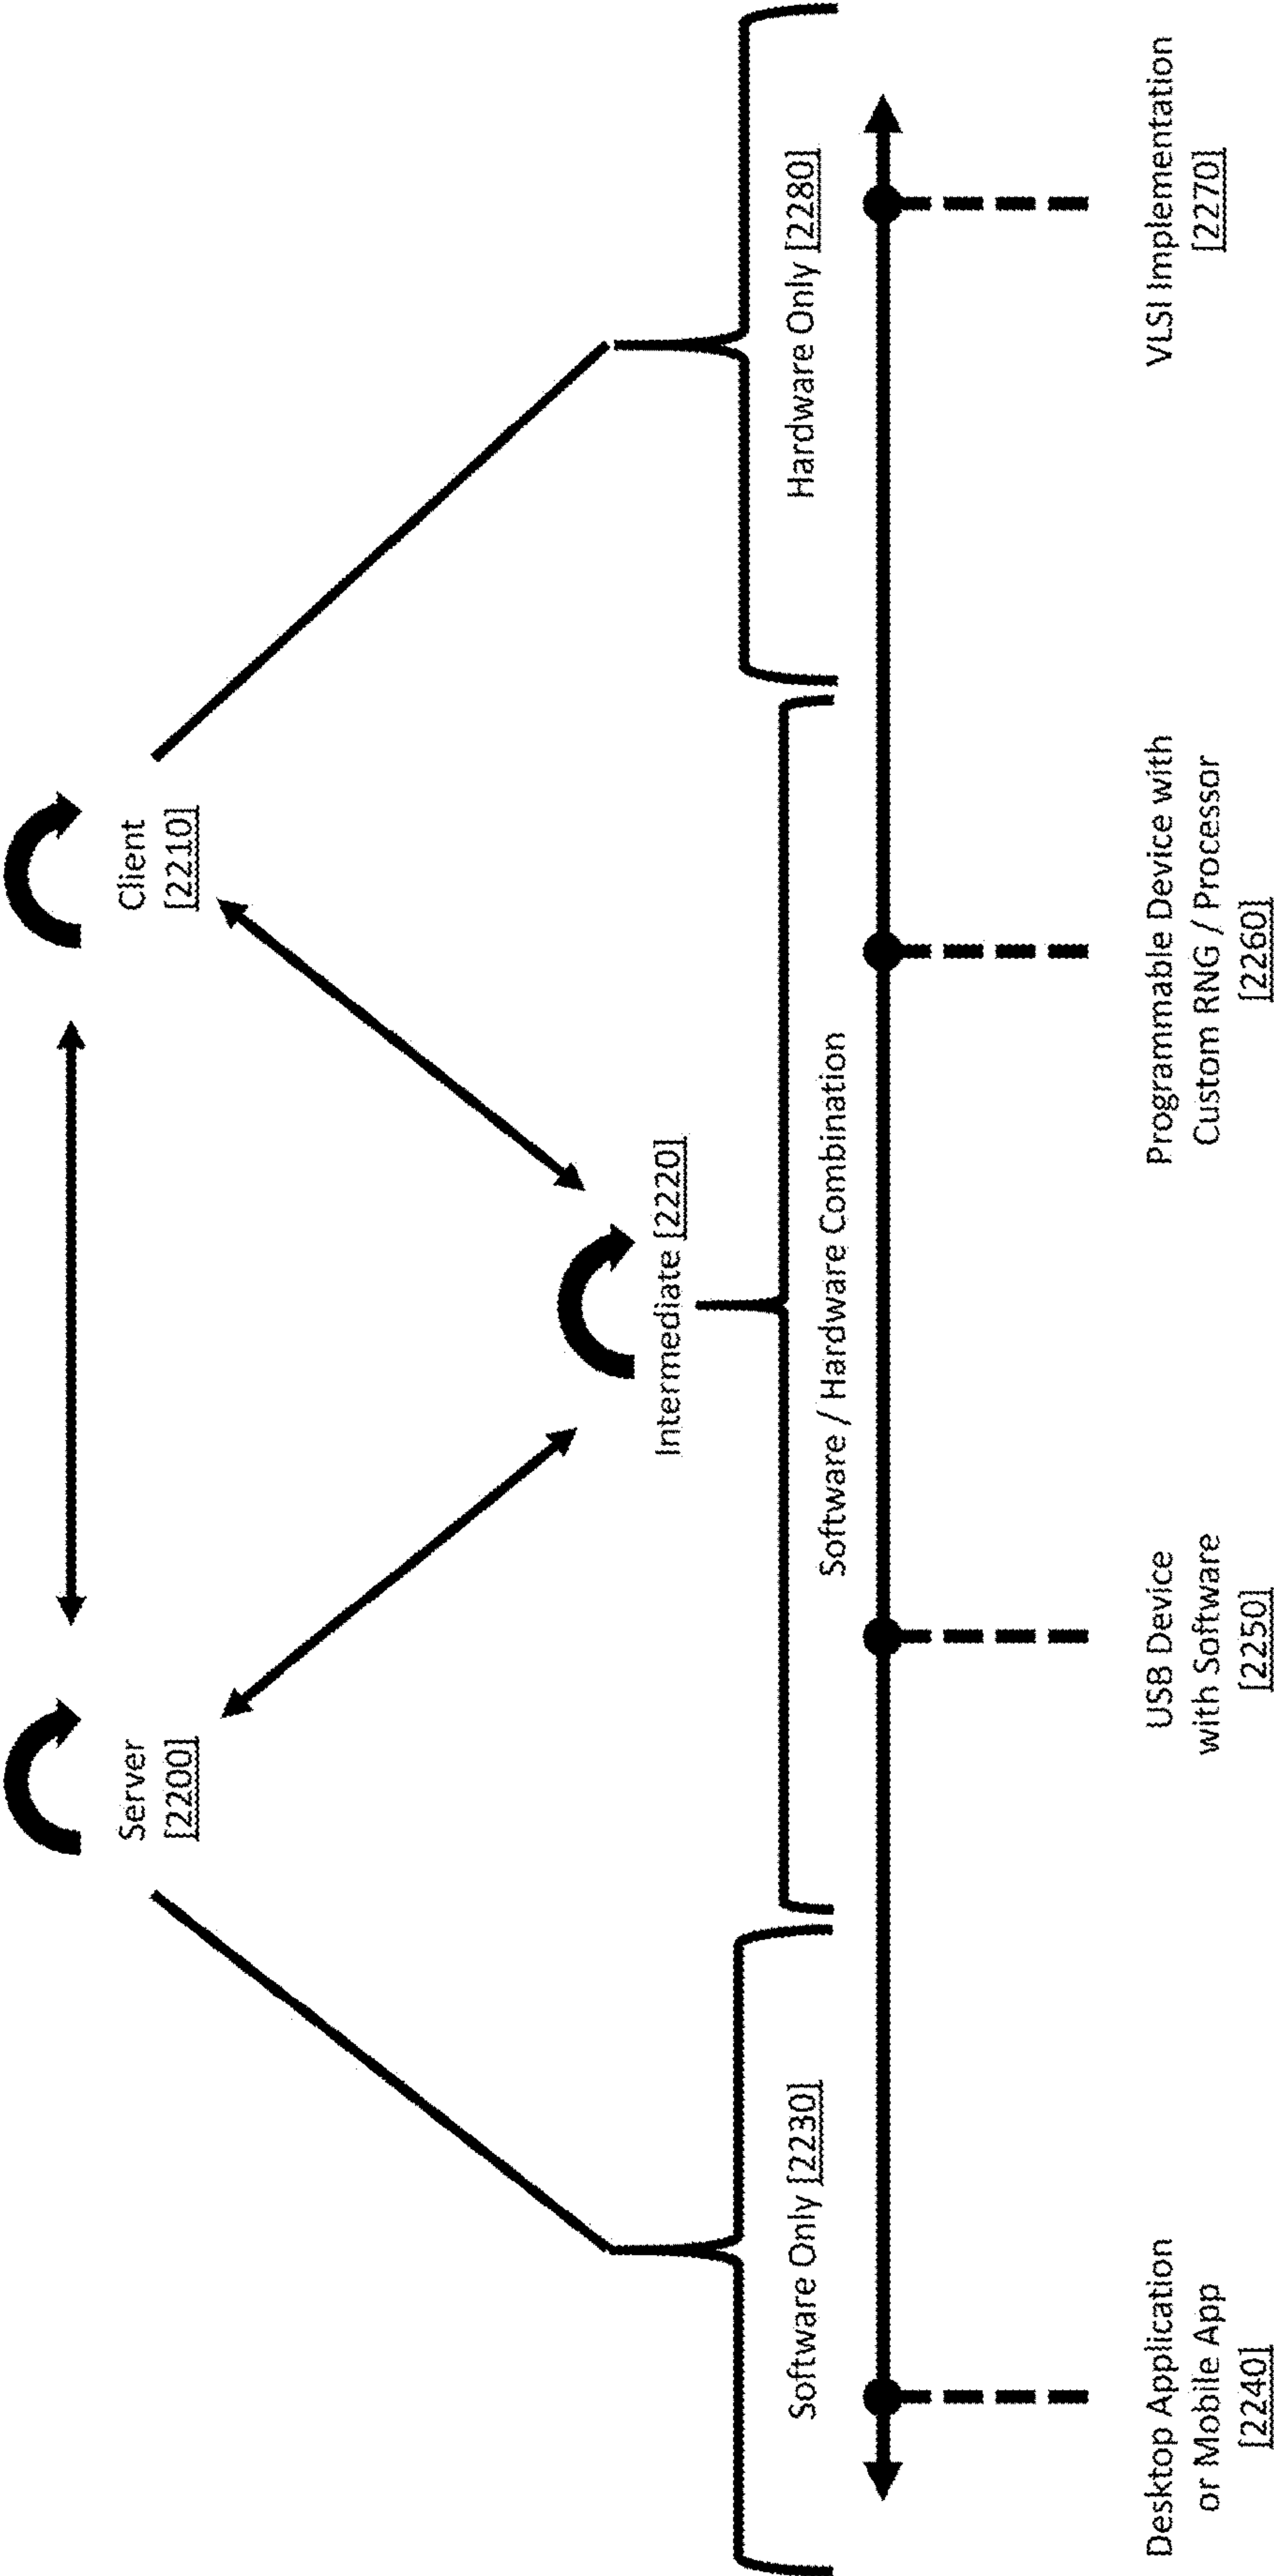 Server
[2200]
Client
[2210]
Intermediate [2220]
Software Only [2230]
Software / Hardware Combination
Hardware Only [2280]
Desktop Application
or Mobile App
[2240]
USB Device
with Software
[2250]
Programmable Device with
Custom RNG / Processor
[2260]
VLSI Implementation
[2270]